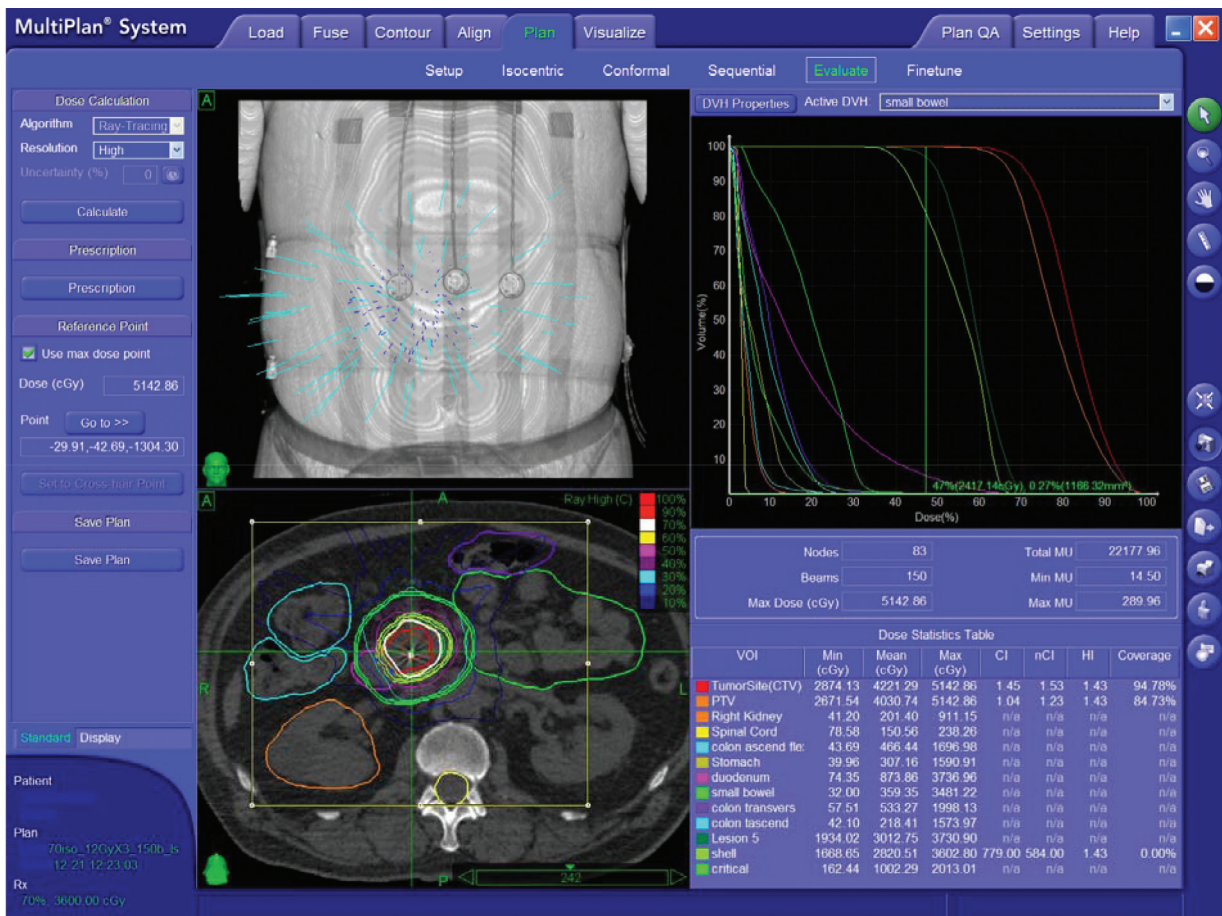 MultiPlan® System
Load Fuse Contour Align Plan Visualize Plan QA Settings Help
Setup Isocentric Conformal Sequential Evaluate Finetune
Dose Calculation
Algorithm Ray-Tracing
Resolution High
Uncertainty (%) 0
Calculate
Prescription
Prescription
Reference Point
Use max dose point
Dose (cGy) 5142.86
Point Go to >>
-29.91,-42.69,-1304.30
Set to Cross-hair Point
Save Plan
Save Plan
Standard Display
Patient
Plan
70iso_12GyX3_150b_ls
12-21 12:23:03
Rx
70%, 3600.00 cGy
A
A
A
Ray High (C)
100%
90%
70%
60%
50%
40%
30%
20%
10%
R
L
P
242
DVH Properties Active DVH: small bowel
Volume(%)
100
90
80
70
60
50
40
30
20
10
47%(2417.14cGy), 0.27%(1166.32mm³)
0 10 20 30 40 50 60 70 80 90 100
Dose(%)
Nodes 83 Total MU 22177.96
Beams 150 Min MU 14.50
Max Dose (cGy) 5142.86 Max MU 289.96
Dose Statistics Table
VOI Min (cGy) Mean (cGy) Max (cGy) CI nCI HI Coverage
TumorSite(CTV) 2874.13 4221.29 5142.86 1.45 1.53 1.43 94.78%
PTV 2671.54 4030.74 5142.86 1.04 1.23 1.43 84.73%
Right Kidney 41.20 201.40 911.15 n/a n/a n/a n/a
Spinal Cord 78.58 150.56 238.26 n/a n/a n/a n/a
colon ascend fle: 43.69 466.44 1696.98 n/a n/a n/a n/a
Stomach 39.96 307.16 1590.91 n/a n/a n/a n/a
duodenum 74.35 873.86 3736.96 n/a n/a n/a n/a
small bowel 32.00 359.35 3481.22 n/a n/a n/a n/a
colon transvers 57.51 533.27 1998.13 n/a n/a n/a n/a
colon tascend 42.10 218.41 1573.97 n/a n/a n/a n/a
Lesion 5 1934.02 3012.75 3730.90 n/a n/a n/a n/a
shell 1668.65 2820.51 3602.80 779.00 584.00 1.43 0.00%
critical 162.44 1002.29 2013.01 n/a n/a n/a n/a